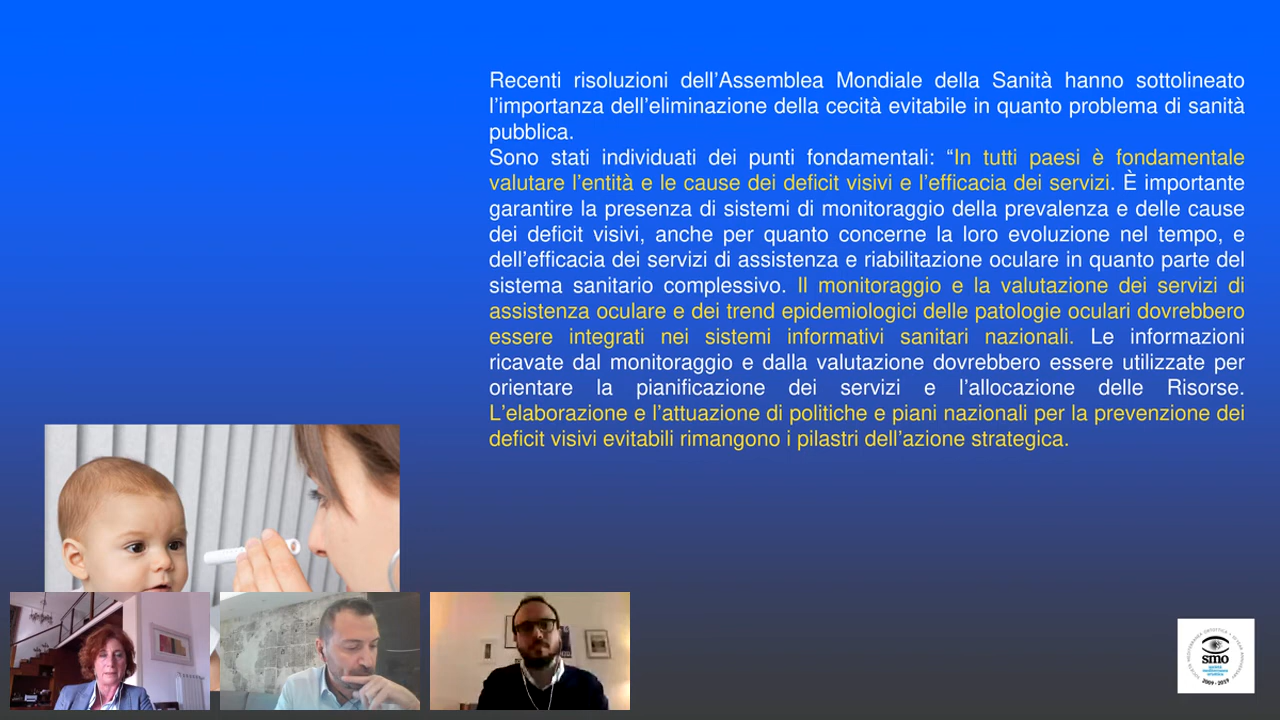 Recenti risoluzioni dell’Assemblea Mondiale della Sanità hanno sottolineato
l’importanza dell’eliminazione della cecità evitabile in quanto problema di sanità
pubblica.
Sono stati individuati dei punti fondamentali: “In tutti paesi è fondamentale
valutare l’entità e le cause dei deficit visivi e l’efficacia dei servizi. È importante
garantire la presenza di sistemi di monitoraggio della prevalenza e delle cause
dei deficit visivi, anche per quanto concerne la loro evoluzione nel tempo, e
dell’efficacia dei servizi di assistenza e riabilitazione oculare in quanto parte del
sistema sanitario complessivo. Il monitoraggio e la valutazione dei servizi di
assistenza oculare e dei trend epidemiologici delle patologie oculari dovrebbero
essere integrati nei sistemi informativi sanitari nazionali. Le informazioni
ricavate dal monitoraggio e dalla valutazione dovrebbero essere utilizzate per
orientare la pianificazione dei servizi e l’allocazione delle Risorse.
L’elaborazione e l’attuazione di politiche e piani nazionali per la prevenzione dei
deficit visivi evitabili rimangono i pilastri dell’azione strategica.
smo
2009-2019